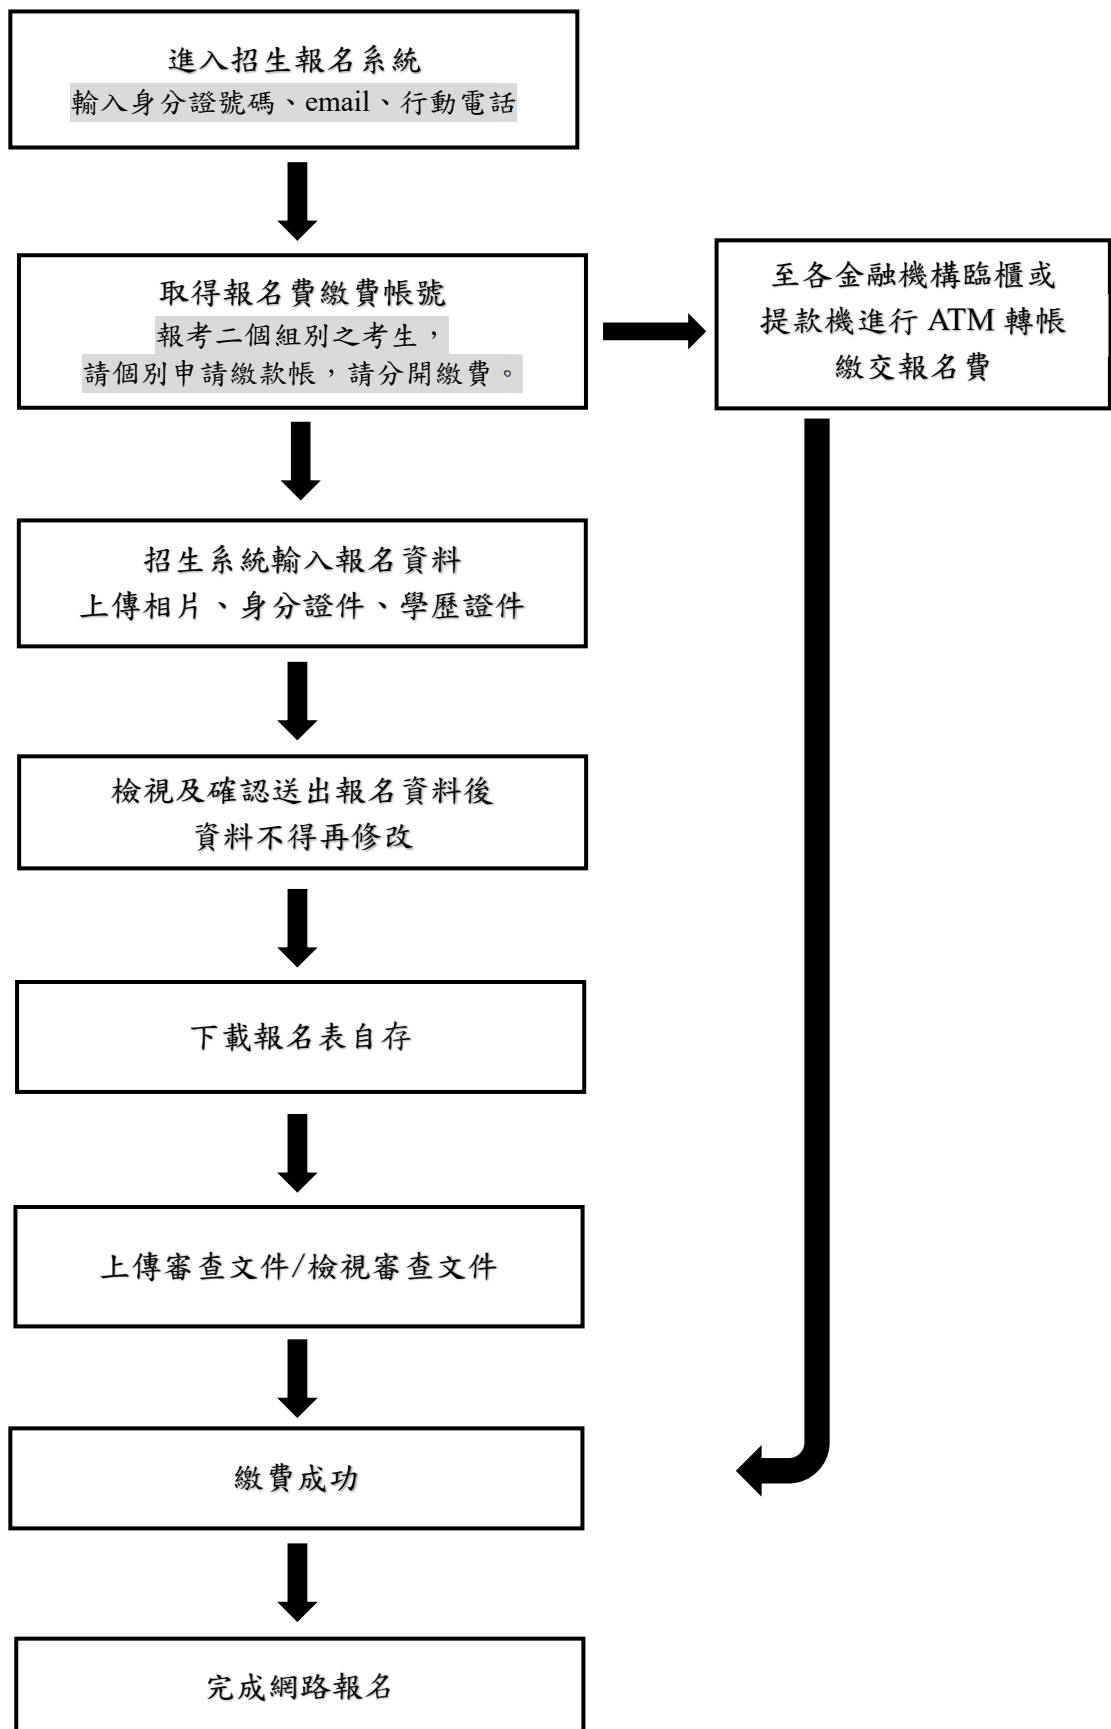 進入招生報名系統
輸入身分證號碼、email、行動電話
取得報名費繳費帳號
報考二個組別之考生，
請個別申請繳款帳，請分開繳費。
至各金融機構臨櫃或
提款機進行 ATM 轉帳
繳交報名費
招生系統輸入報名資料
上傳相片、身分證件、學歷證件
檢視及確認送出報名資料後
資料不得再修改
下載報名表自存
上傳審查文件/檢視審查文件
繳費成功
完成網路報名